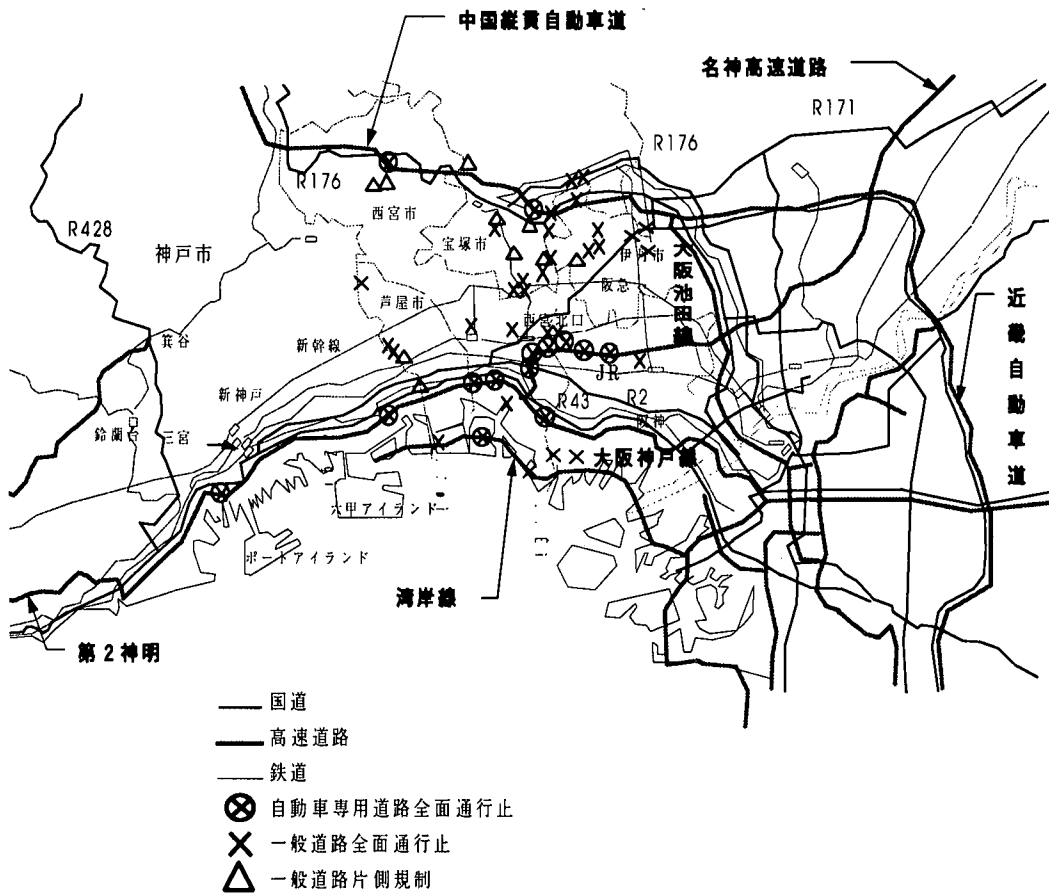 中国縦貫自動車道
名神高速道路
R171
R176
R176
西宮市
R428
神戸市
宝塚市
伊丹市
大阪池田線
阪急
芦屋市
近畿自動車道
西宮北口
新幹線
箕谷
JR
新神戸
R2
R43
阪神
鈴蘭台
三宮
大阪神戸線
六甲アイランド
ポートアイランド
湾岸線
第2神明
国道
高速道路
鉄道
自動車専用道路全面通行止
一般道路全面通行止
一般道路片側規制